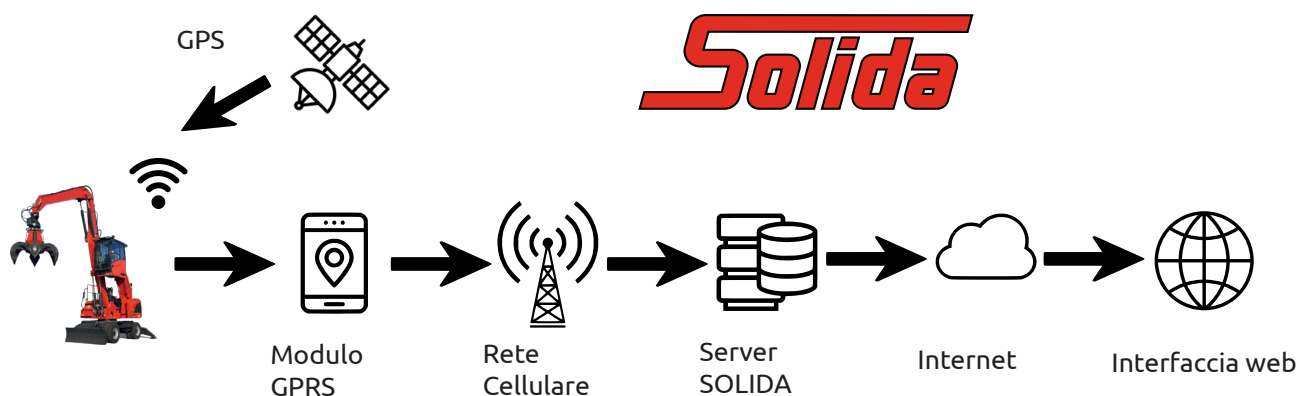 GPS
Solida
Modulo
GPRS
Rete
Cellulare
Server
SOLIDA
Internet
Interfaccia web